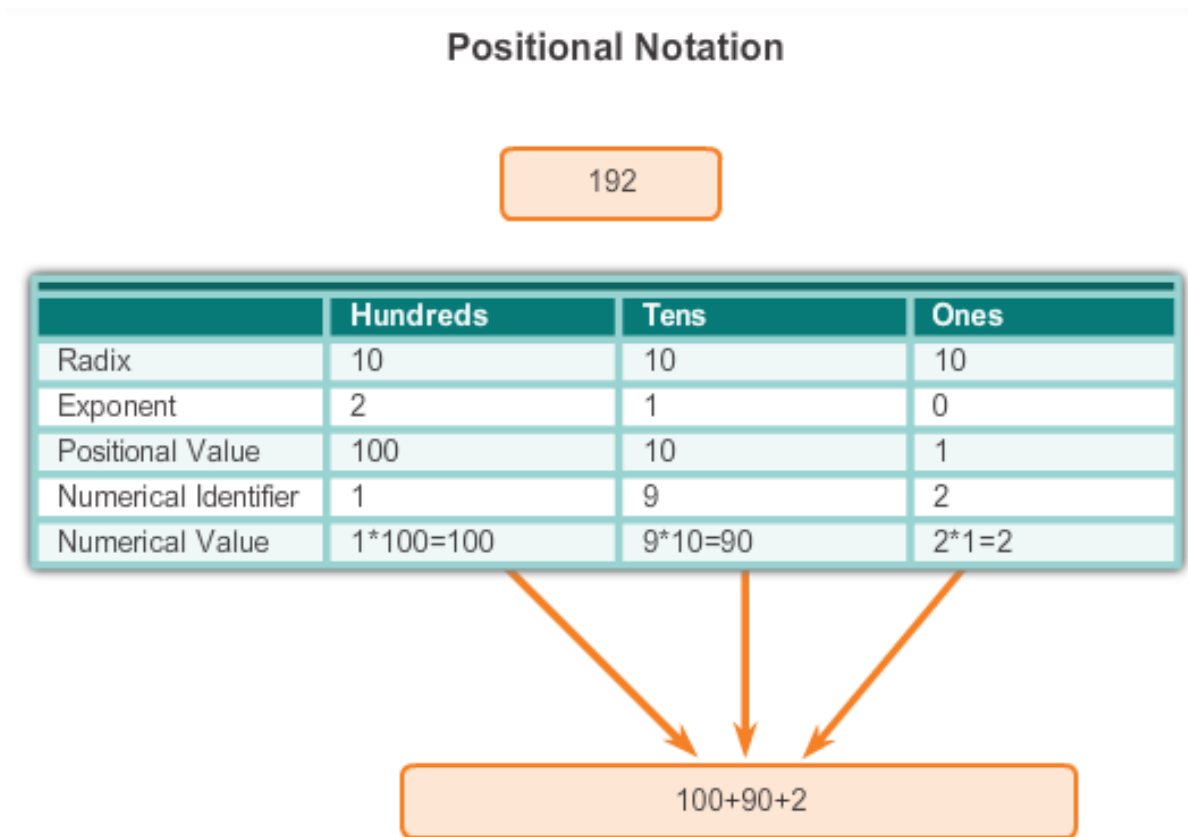 Positional Notation
192
Hundreds Tens Ones
Radix 10 10 10
Exponent 2 1 0
Positional Value 100 10 1
Numerical Identifier 1 9 2
Numerical Value 1*100=100 9*10=90 2*1=2
100+90+2